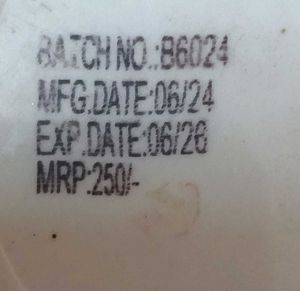 BATCH NO.:B6024
MFG.DATE:06/24
EXP.DATE:06/26
MRP:250/-